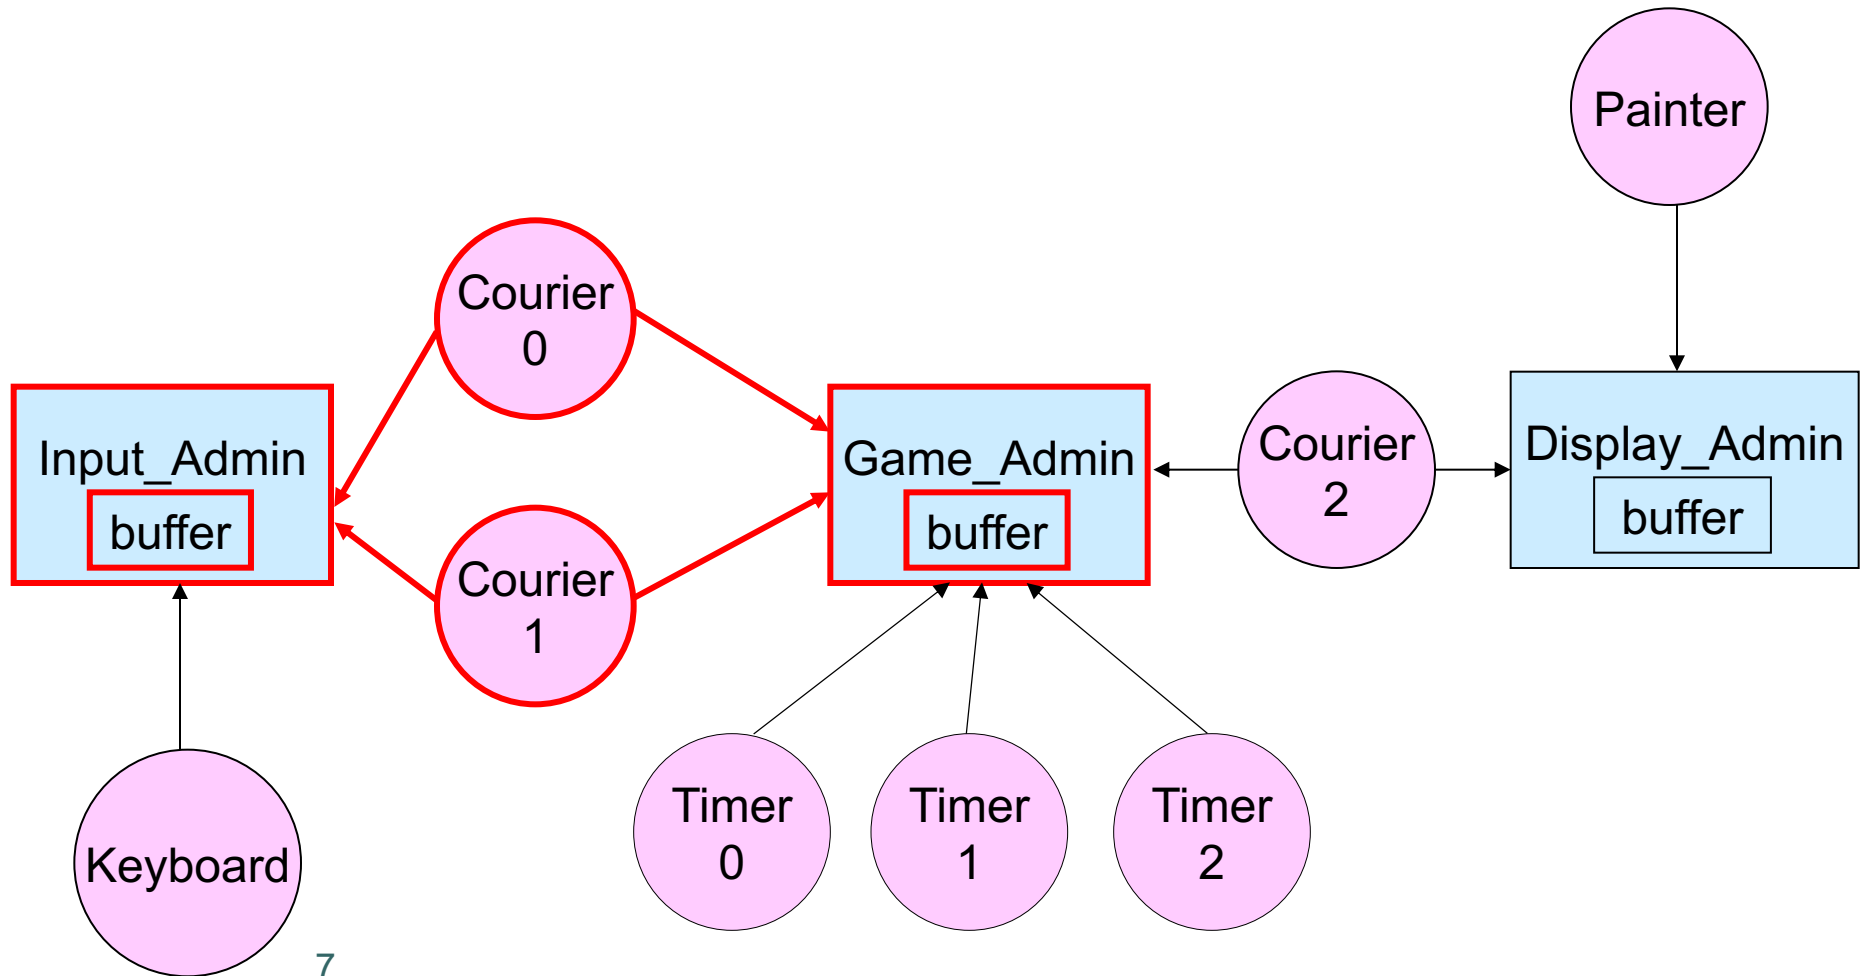 Painter
Courier
0
Input_Admin
buffer
Courier
1
Game_Admin
buffer
Courier
2
Display_Admin
buffer
Keyboard
Timer
0
Timer
1
Timer
2
7